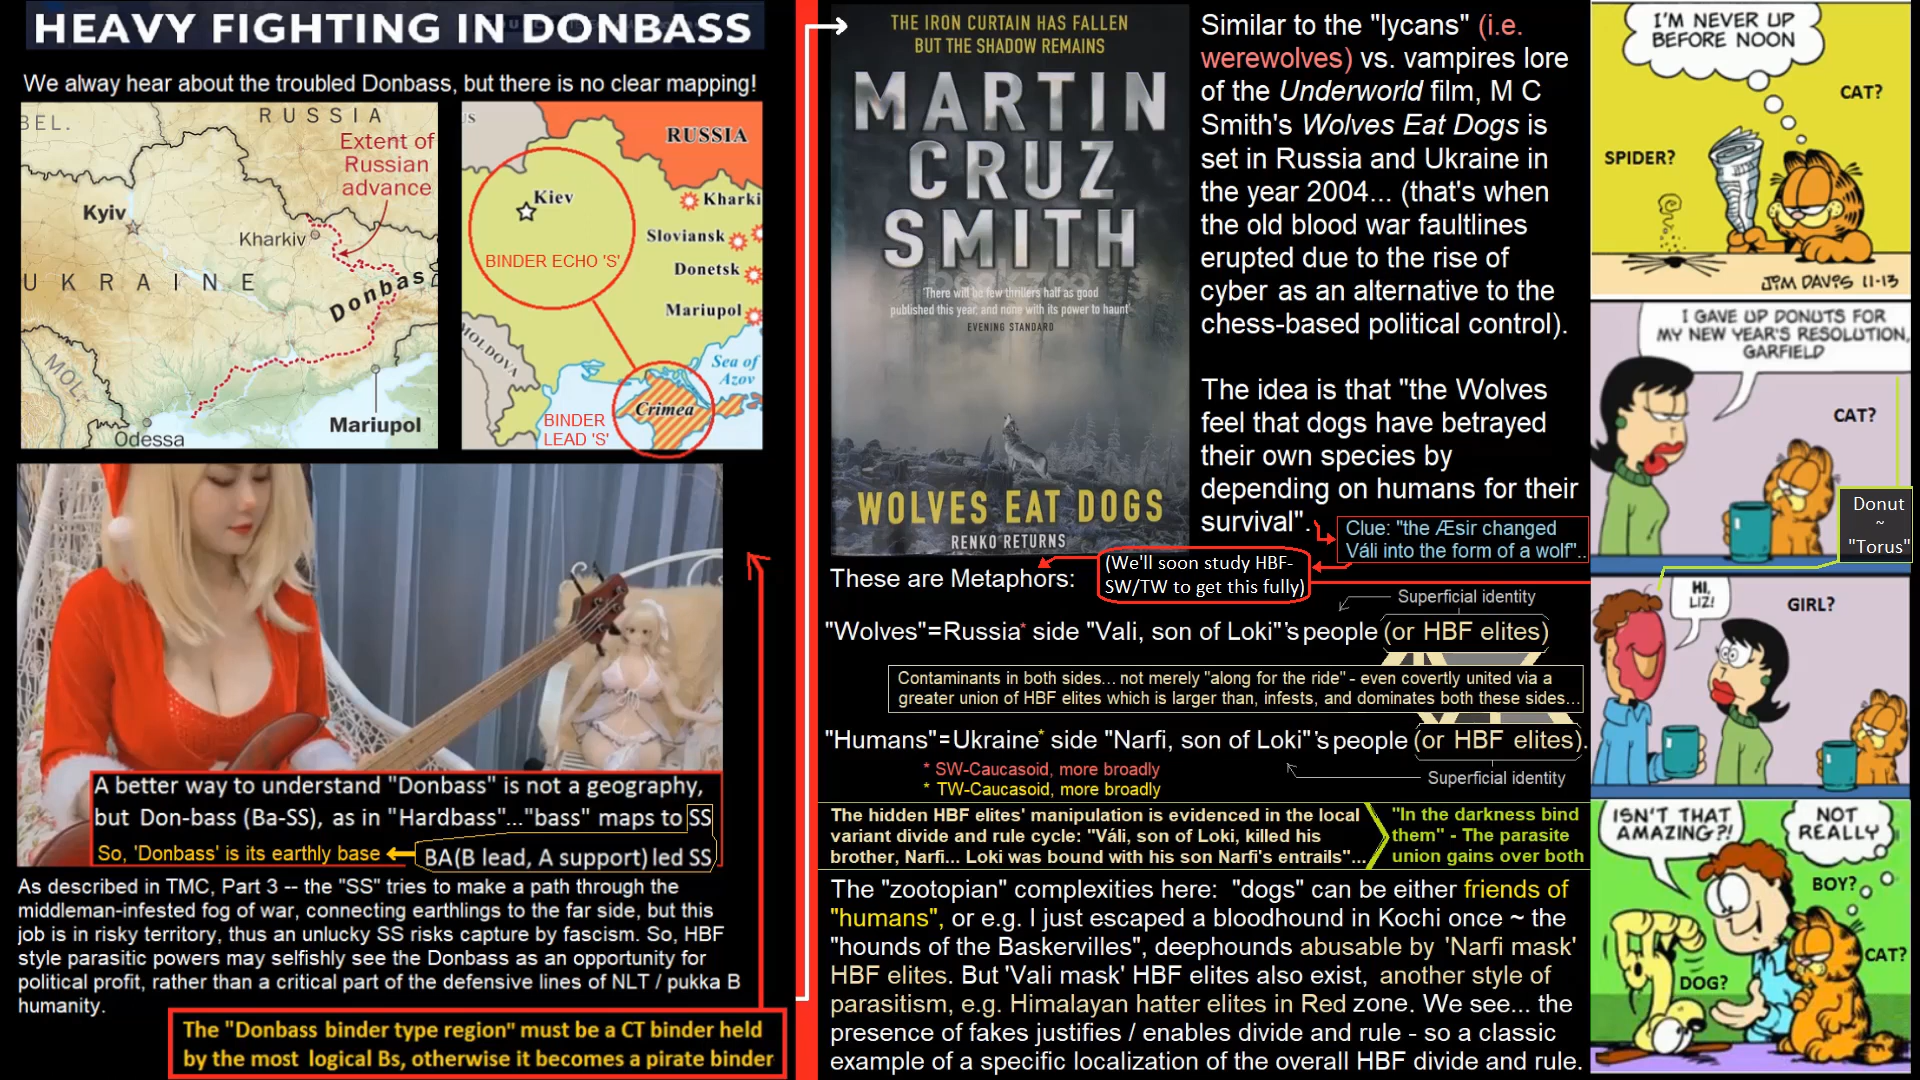 HEAVY FIGHTING IN DONBASS
We alway hear about the troubled Donbass, but there is no clear mapping!
BEL.
RUSSIA
Extent of
Russian
advance
Kyiv
Kharkiv
UKRAINE
Donbas
MOL.
Mariupol
Odessa
US
RUSSIA
Kiev
Kharki
Sloviansk
BINDER ECHO 'S'
Donetsk
Mariupol
MOLDOVA
Sea of
Azov
Crimea
BINDER
LEAD 'S'
A better way to understand "Donbass" is not a geography,
but Don-bass (Ba-SS), as in "Hardbass"..."bass" maps to SS
So, 'Donbass' is its earthly base
BA(B lead, A support) led SS
As described in TMC, Part 3 -- the "SS" tries to make a path through the
middleman-infested fog of war, connecting earthlings to the far side, but this
job is in risky territory, thus an unlucky SS risks capture by fascism. So, HBF
style parasitic powers may selfishly see the Donbass as an opportunity for
political profit, rather than a critical part of the defensive lines of NLT / pukka B
humanity.
The "Donbass binder type region" must be a CT binder held
by the most logical Bs, otherwise it becomes a pirate binder
THE IRON CURTAIN HAS FALLEN
BUT THE SHADOW REMAINS
MARTIN
CRUZ
SMITH
'There will be few thrillers half as good
published this year, and none with its power to haunt'
EVENING STANDARD
WOLVES EAT DOGS
RENKO RETURNS
Similar to the "lycans" (i.e.
werewolves) vs. vampires lore
of the Underworld film, M C
Smith's Wolves Eat Dogs is
set in Russia and Ukraine in
the year 2004... (that's when
the old blood war faultlines
erupted due to the rise of
cyber as an alternative to the
chess-based political control).
The idea is that "the Wolves
feel that dogs have betrayed
their own species by
depending on humans for their
survival".
Clue: "the Æsir changed
Váli into the form of a wolf"..
These are Metaphors:
(We'll soon study HBF-
SW/TW to get this fully)
Superficial identity
"Wolves"=Russia* side "Vali, son of Loki"'s people (or HBF elites)
Contaminants in both sides... not merely "along for the ride" - even covertly united via a
greater union of HBF elites which is larger than, infests, and dominates both these sides...
"Humans"=Ukraine* side "Narfi, son of Loki"'s people (or HBF elites).
* SW-Caucasoid, more broadly
* TW-Caucasoid, more broadly
Superficial identity
The hidden HBF elites' manipulation is evidenced in the local
variant divide and rule cycle: "Váli, son of Loki, killed his
brother, Narfi... Loki was bound with his son Narfi's entrails"...
"In the darkness bind
them" - The parasite
union gains over both
The "zootopian" complexities here: "dogs" can be either friends of
"humans", or e.g. I just escaped a bloodhound in Kochi once ~ the
"hounds of the Baskervilles", deephounds abusable by 'Narfi mask'
HBF elites. But 'Vali mask' HBF elites also exist, another style of
parasitism, e.g. Himalayan hatter elites in Red zone. We see... the
presence of fakes justifies / enables divide and rule - so a classic
example of a specific localization of the overall HBF divide and rule.
I'M NEVER UP
BEFORE NOON
CAT?
SPIDER?
JIM DAVIS 11-13
I GAVE UP DONUTS FOR
MY NEW YEAR'S RESOLUTION,
GARFIELD
CAT?
Donut
~
"Torus"
HI,
LIZ!
GIRL?
ISN'T THAT
AMAZING?!
NOT
REALLY
BOY?
CAT?
DOG?